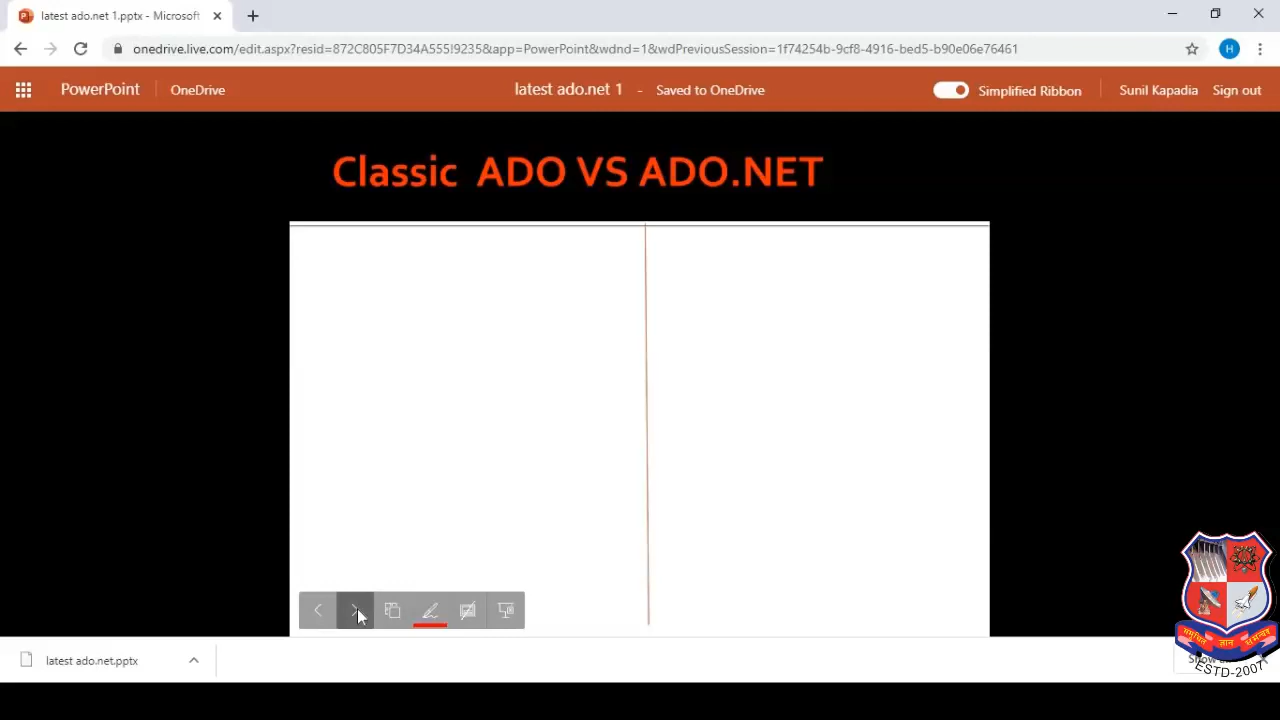 latest ado.net 1.pptx - Microsoft
onedrive.live.com/edit.aspx?resid=872C805F7D34A555!9235&app=PowerPoint&wdnd=1&wdPreviousSession=1f74254b-9cf8-4916-bed5-b90e06e76461
H
PowerPoint
OneDrive
latest ado.net 1 - Saved to OneDrive
Simplified Ribbon
Sunil Kapadia
Sign out
Classic ADO VS ADO.NET
latest ado.net.pptx
ज्ञान
ESTD-2007